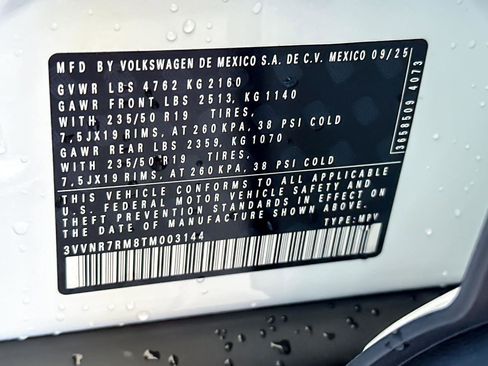 MFD BY VOLKSWAGEN DE MEXICO S.A. DE C.V. MEXICO 09/25
GVWR LBS 4762 KG 2160
GAWR FRONT LBS 2513, KG 1140
WITH 235/50 R19 TIRES,
7.5JX19 RIMS, AT 260KPA, 38 PSI COLD
GAWR REAR LBS 2359, KG 1070
WITH 235/50 R19 TIRES,
7.5JX19 RIMS, AT 260 KPA, 38 PSI COLD
THIS VEHICLE CONFORMS TO ALL APPLICABLE
U.S. FEDERAL MOTOR VEHICLE SAFETY AND
THEFT PREVENTION STANDARDS IN EFFECT ON
THE DATE OF MANUFACTURE SHOWN ABOVE.
3VVNR7RM8TM003144 TYPE: MPV
3658509 4073